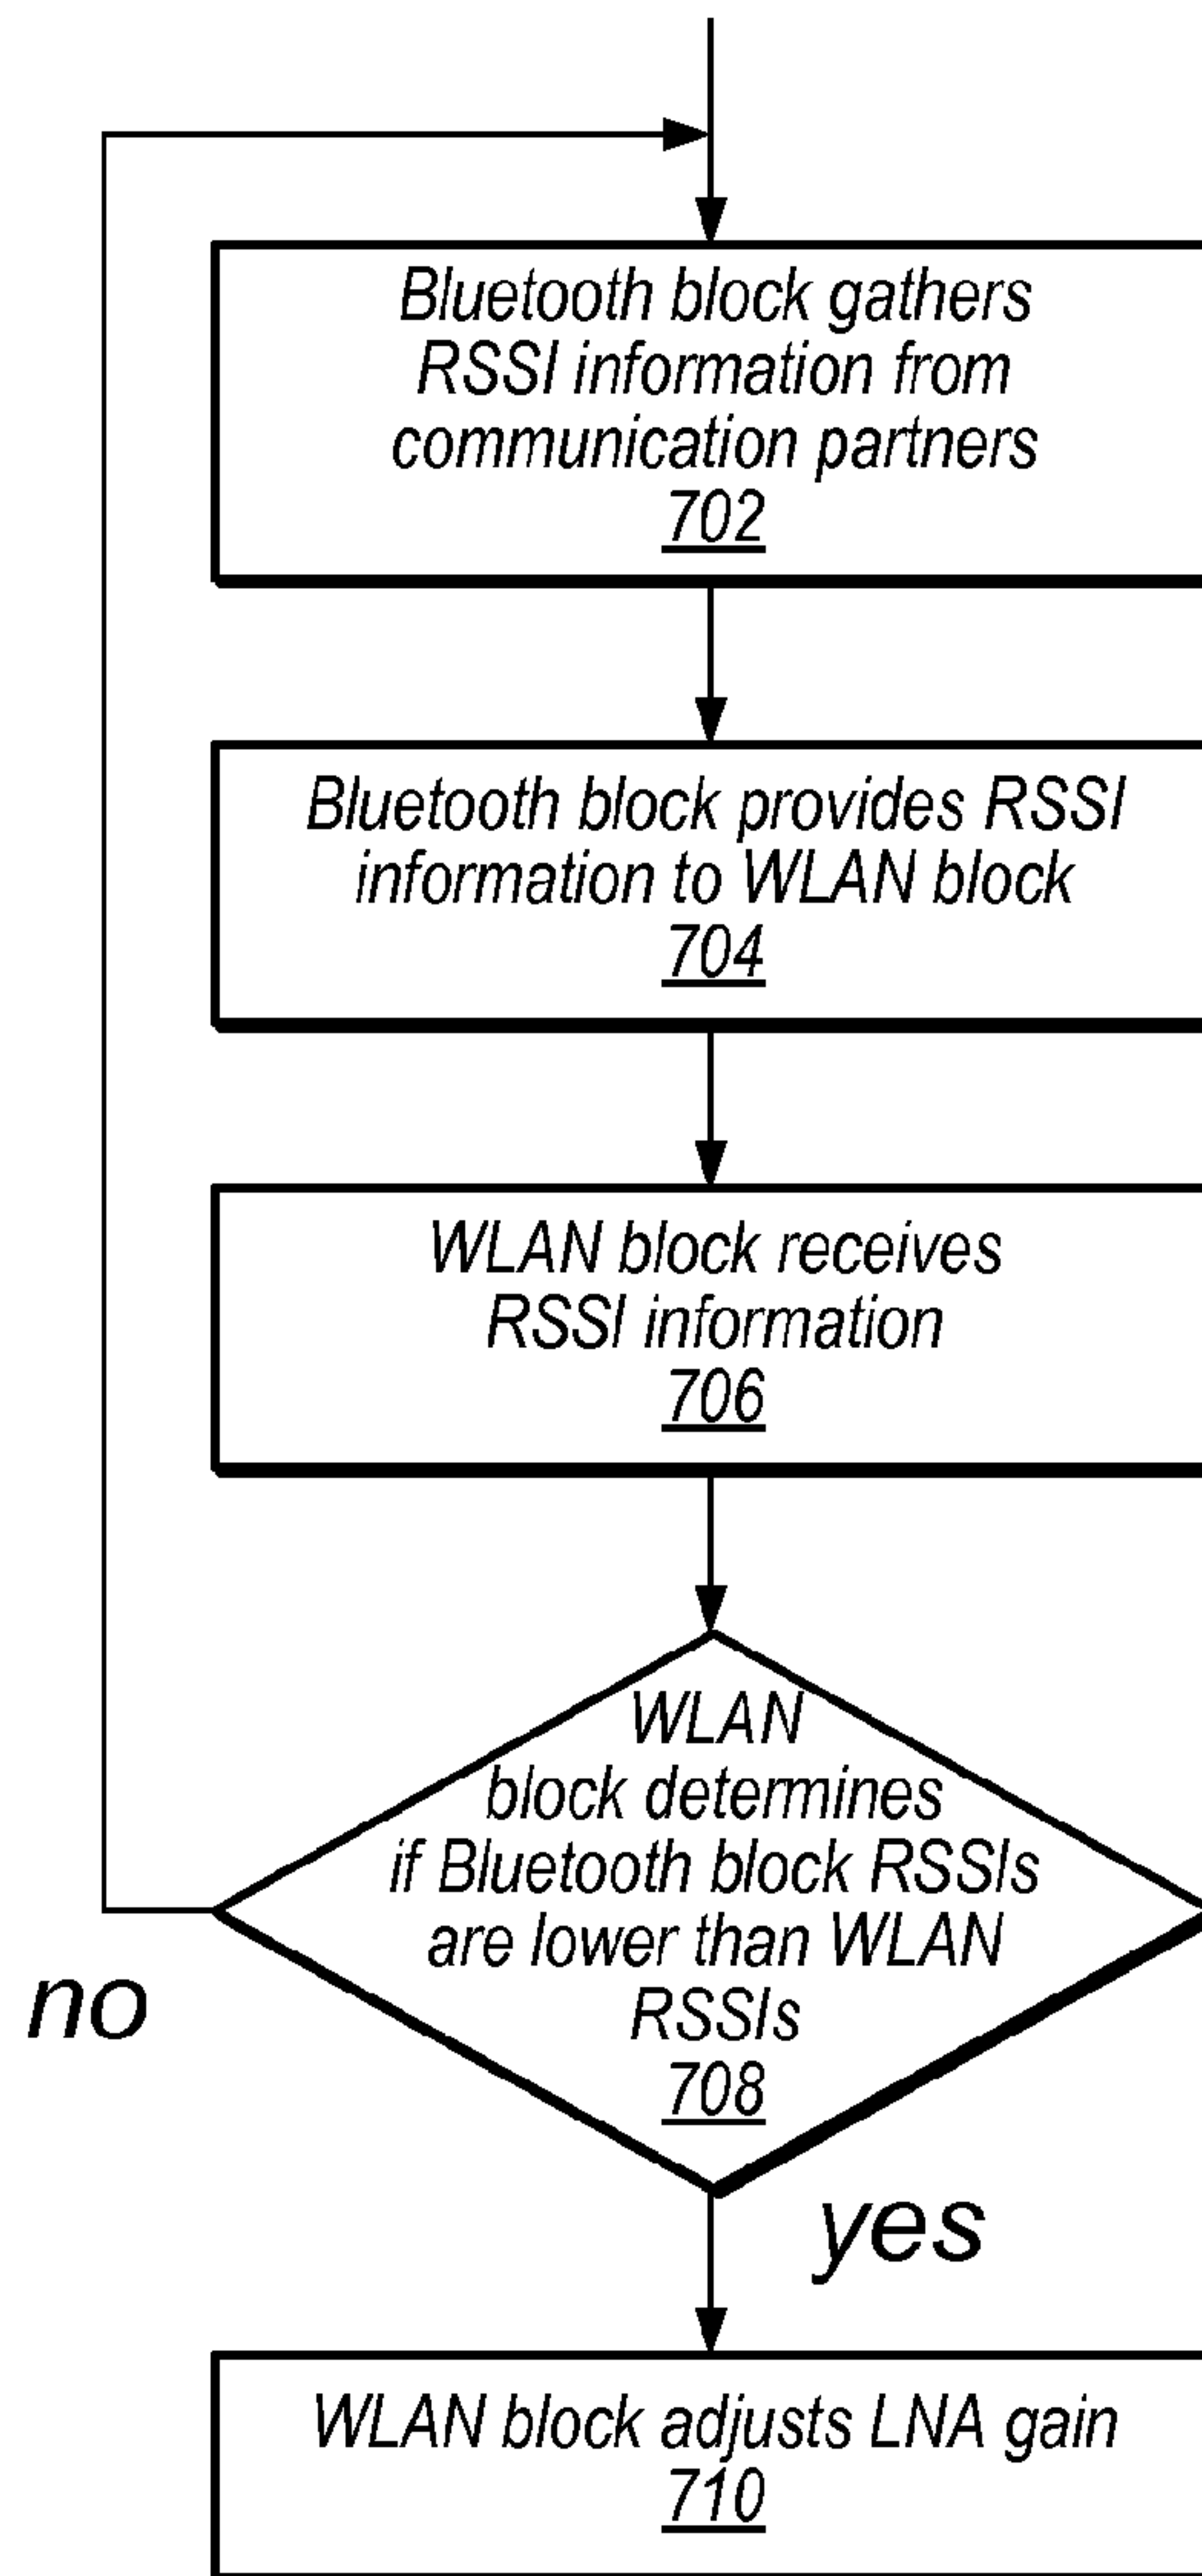 Bluetooth block gathers
RSSI information from
communication partners
702
Bluetooth block provides RSSI
information to WLAN block
704
WLAN block receives
RSSI information
706
WLAN
block determines
if Bluetooth block RSSIs
are lower than WLAN
RSSIs
708
no
yes
WLAN block adjusts LNA gain
710